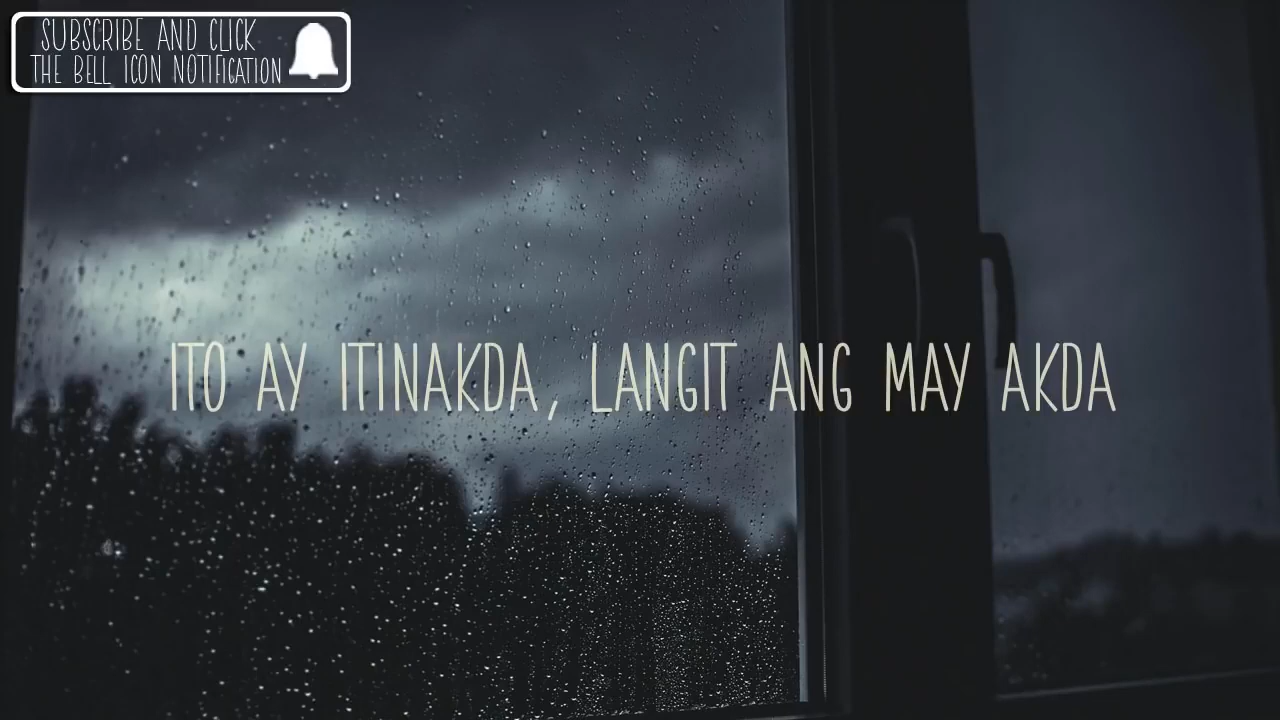 SUBSCRIBE AND CLICK
THE BELL ICON NOTIFICATION
ITO AY ITINAKDA, LANGIT ANG MAY AKDA